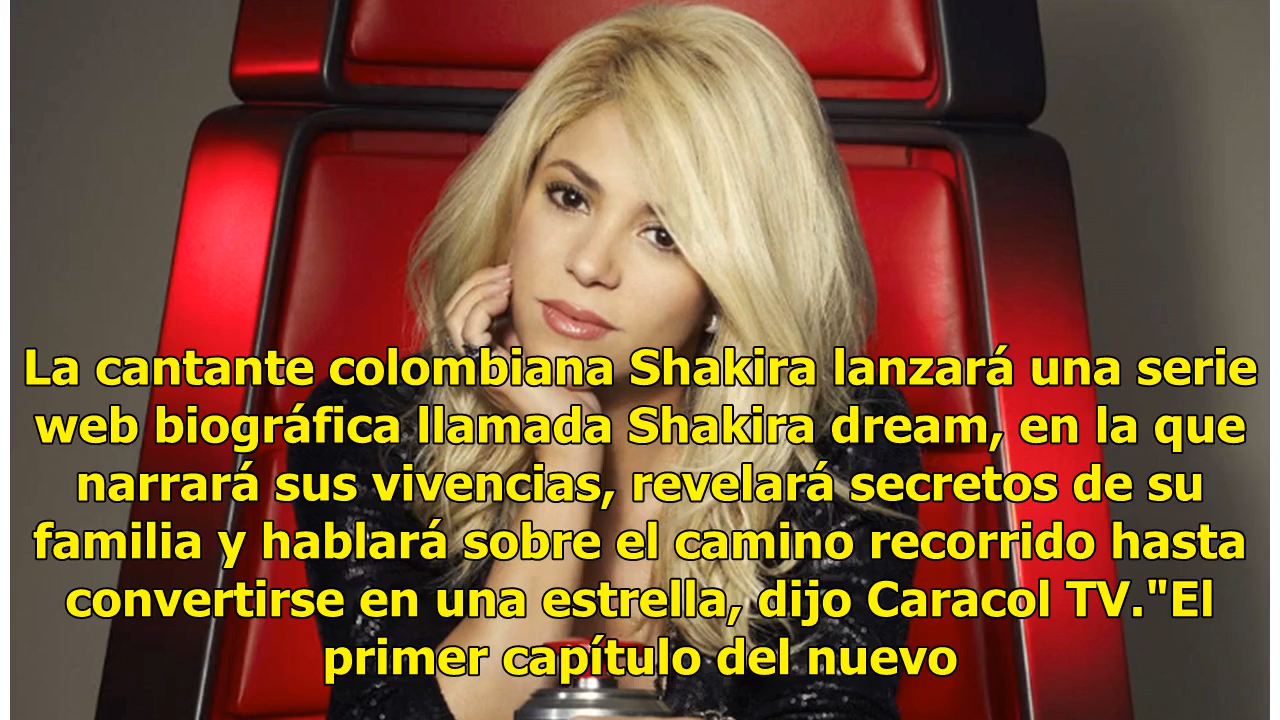 La cantante colombiana Shakira lanzará una serie
web biográfica llamada Shakira dream, en la que
narrará sus vivencias, revelará secretos de su
familia y hablará sobre el camino recorrido hasta
convertirse en una estrella, dijo Caracol TV."El
primer capítulo del nuevo